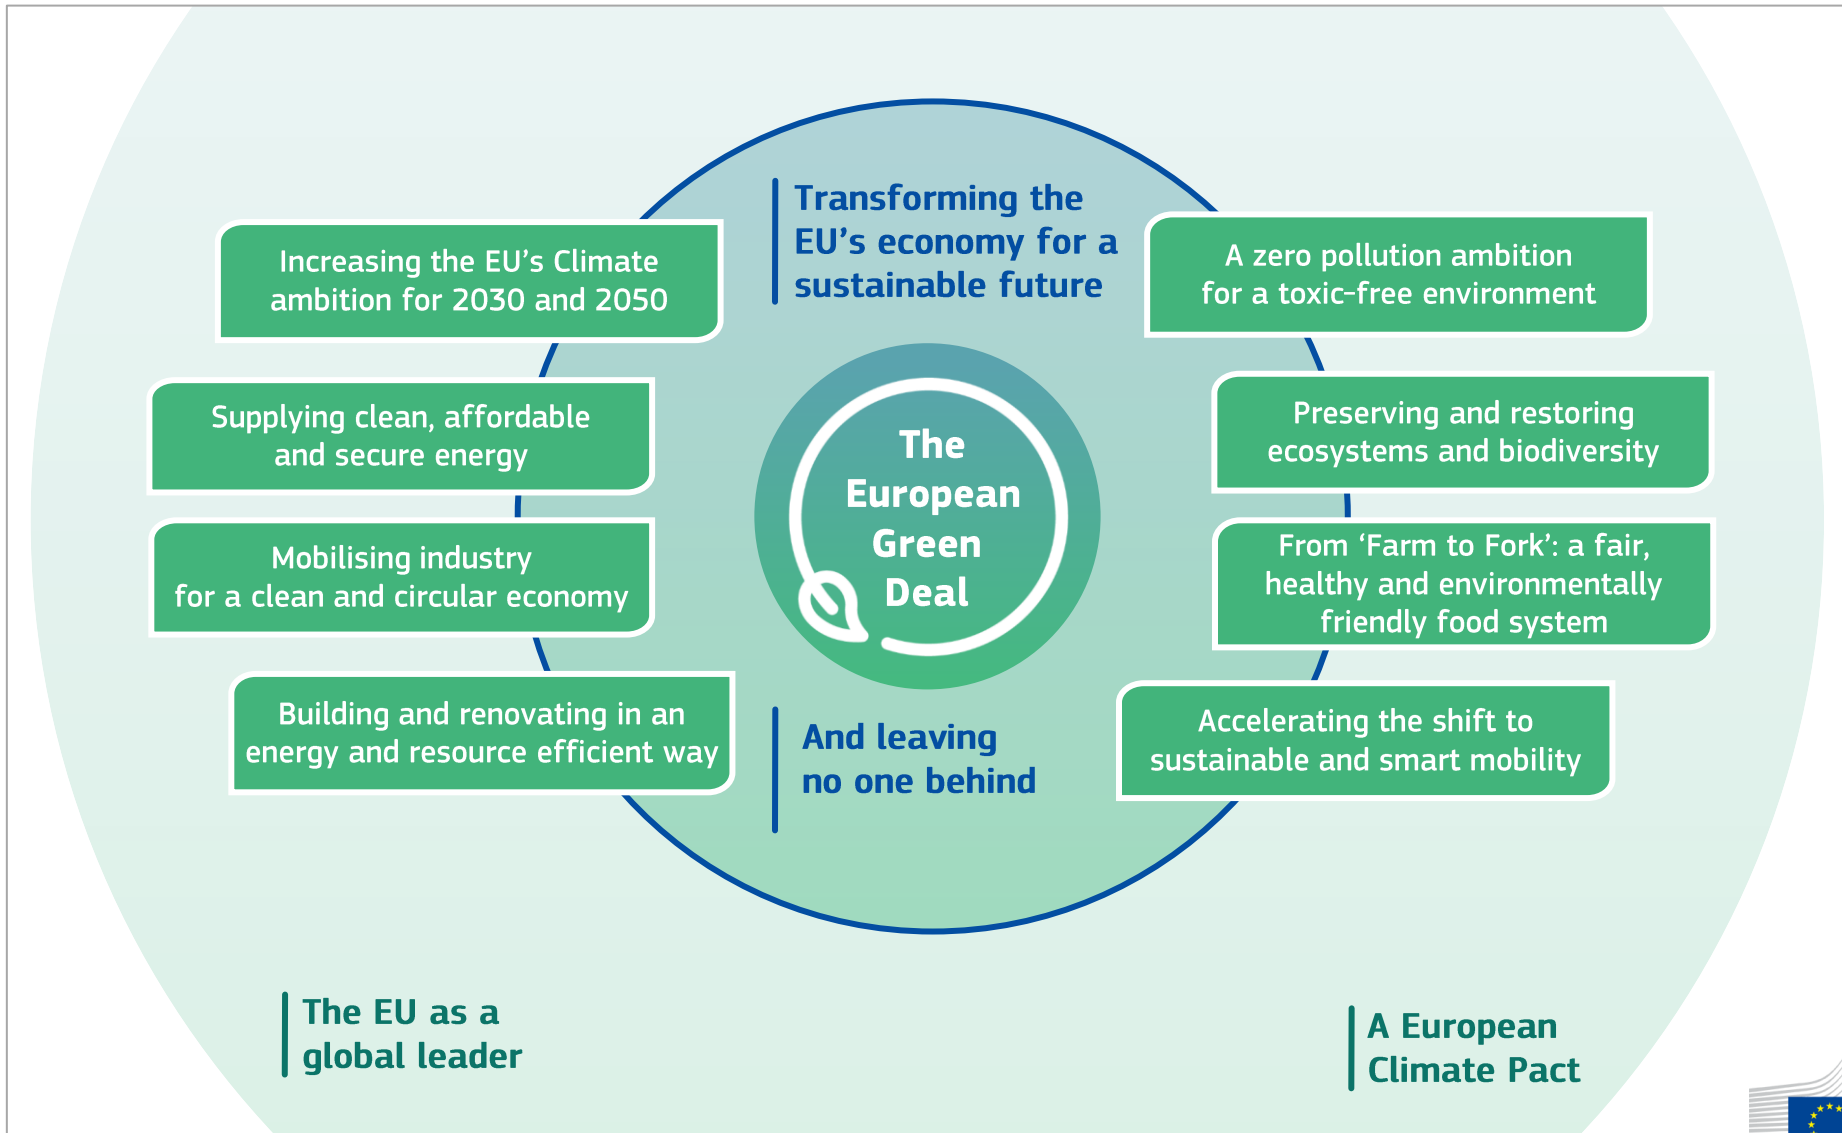 Transforming the
EU's economy for a
sustainable future
Increasing the EU's Climate
ambition for 2030 and 2050
Supplying clean, affordable
and secure energy
Mobilising industry
for a clean and circular economy
Building and renovating in an
energy and resource efficient way
The
European
Green
Deal
A zero pollution ambition
for a toxic-free environment
Preserving and restoring
ecosystems and biodiversity
From ‘Farm to Fork’: a fair,
healthy and environmentally
friendly food system
Accelerating the shift to
sustainable and smart mobility
And leaving
no one behind
The EU as a
global leader
A European
Climate Pact